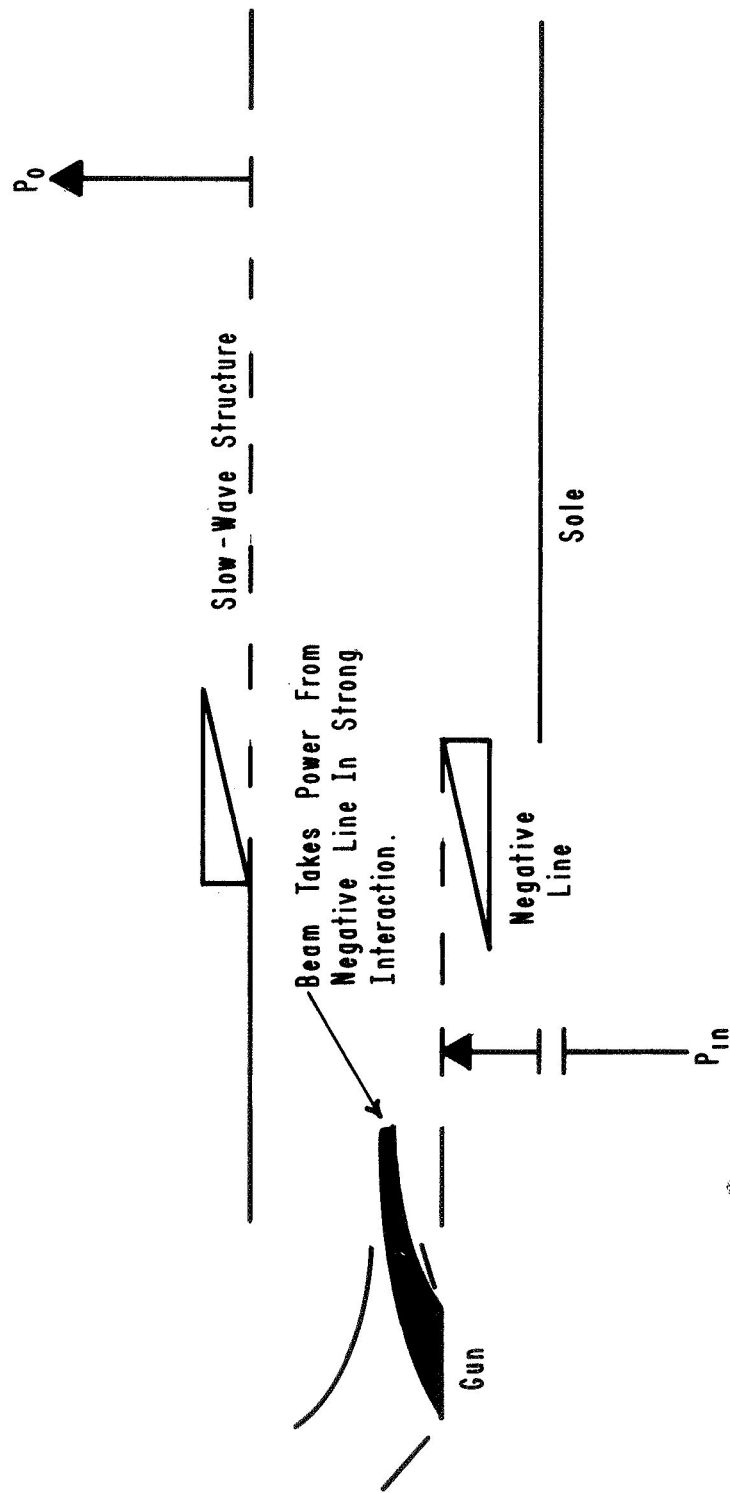 P0
Slow-Wave Structure
Beam Takes Power From
Negative Line In Strong
Interaction.
Sole
Negative
Line
Pin
Gun